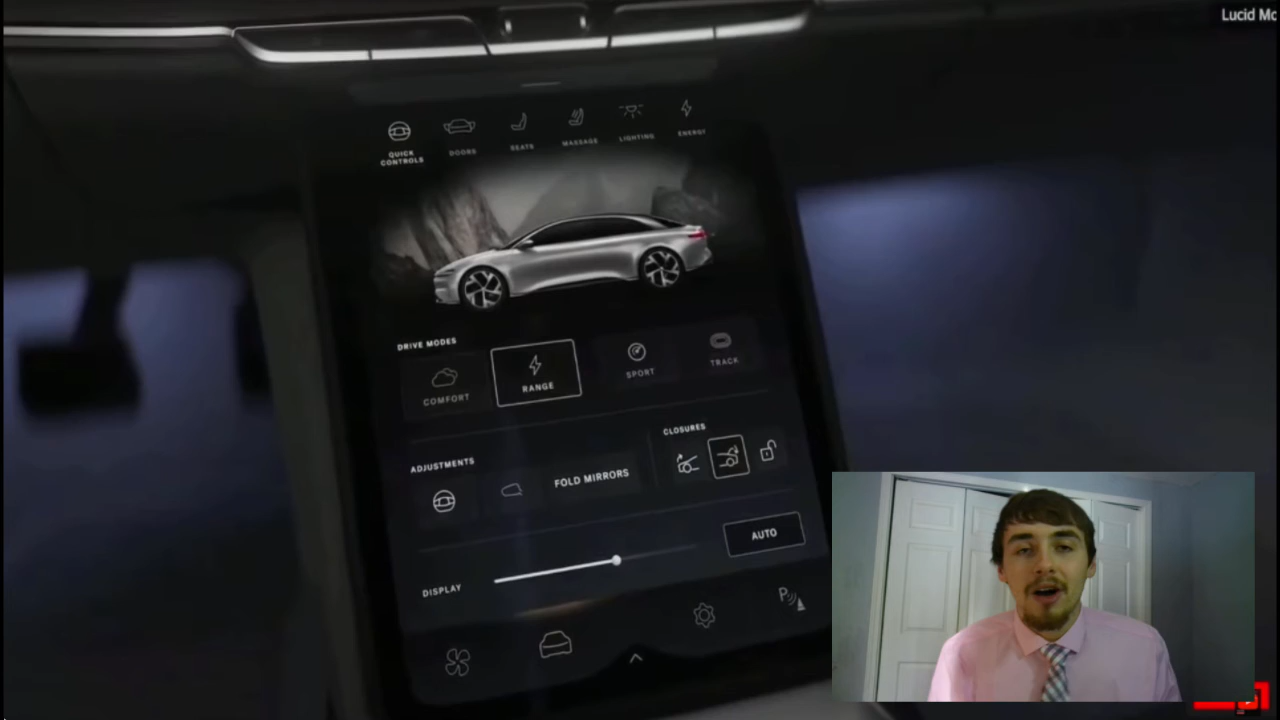 Lucid Mo
QUICK CONTROLS
DOORS
SEATS
MASSAGE
LIGHTING
ENERGY
DRIVE MODES
COMFORT
RANGE
SPORT
TRACK
ADJUSTMENTS
FOLD MIRRORS
CLOSURES
DISPLAY
AUTO
P